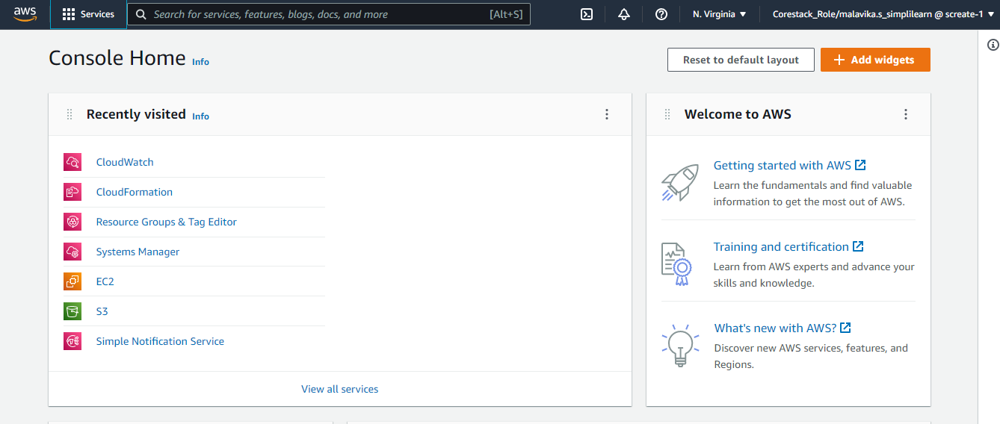 aws
Services
Search for services, features, blogs, docs, and more
[Alt+S]
N. Virginia
Corestack_Role/malavika.s_simplilearn @ screate-1
Console Home Info
Reset to default layout
Add widgets
Recently visited Info
CloudWatch
CloudFormation
Resource Groups & Tag Editor
Systems Manager
EC2
S3
Simple Notification Service
View all services
Welcome to AWS
Getting started with AWS
Learn the fundamentals and find valuable
information to get the most out of AWS.
Training and certification
Learn from AWS experts and advance your
skills and knowledge.
What's new with AWS?
Discover new AWS services, features, and
Regions.